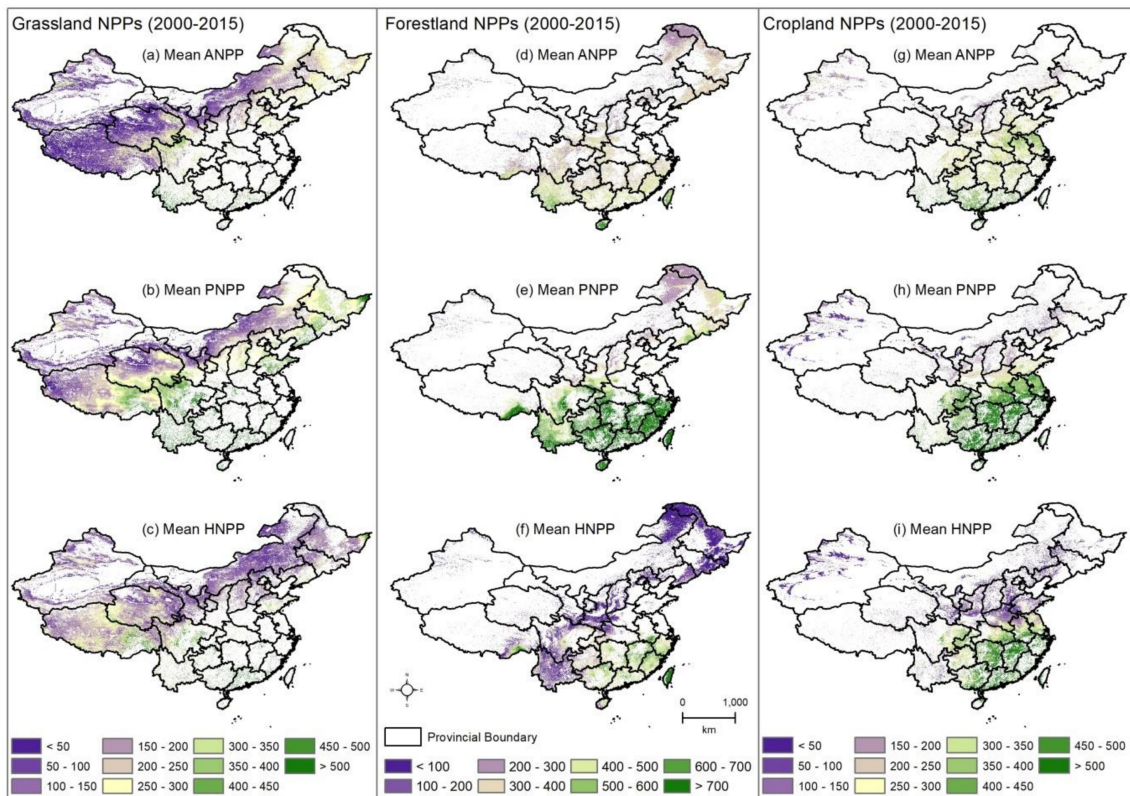 Grassland NPPs (2000-2015)
(a) Mean ANPP
(b) Mean PNPP
(c) Mean HNPP
< 50
50 - 100
100 - 150
150 - 200
200 - 250
250 - 300
300 - 350
350 - 400
400 - 450
450 - 500
> 500
Forestland NPPs (2000-2015)
(d) Mean ANPP
(e) Mean PNPP
(f) Mean HNPP
N
0 1,000
km
Provincial Boundary
< 100
100 - 200
200 - 300
300 - 400
400 - 500
500 - 600
600 - 700
> 700
Cropland NPPs (2000-2015)
(g) Mean ANPP
(h) Mean PNPP
(i) Mean HNPP
< 50
50 - 100
100 - 150
150 - 200
200 - 250
250 - 300
300 - 350
350 - 400
400 - 450
450 - 500
> 500